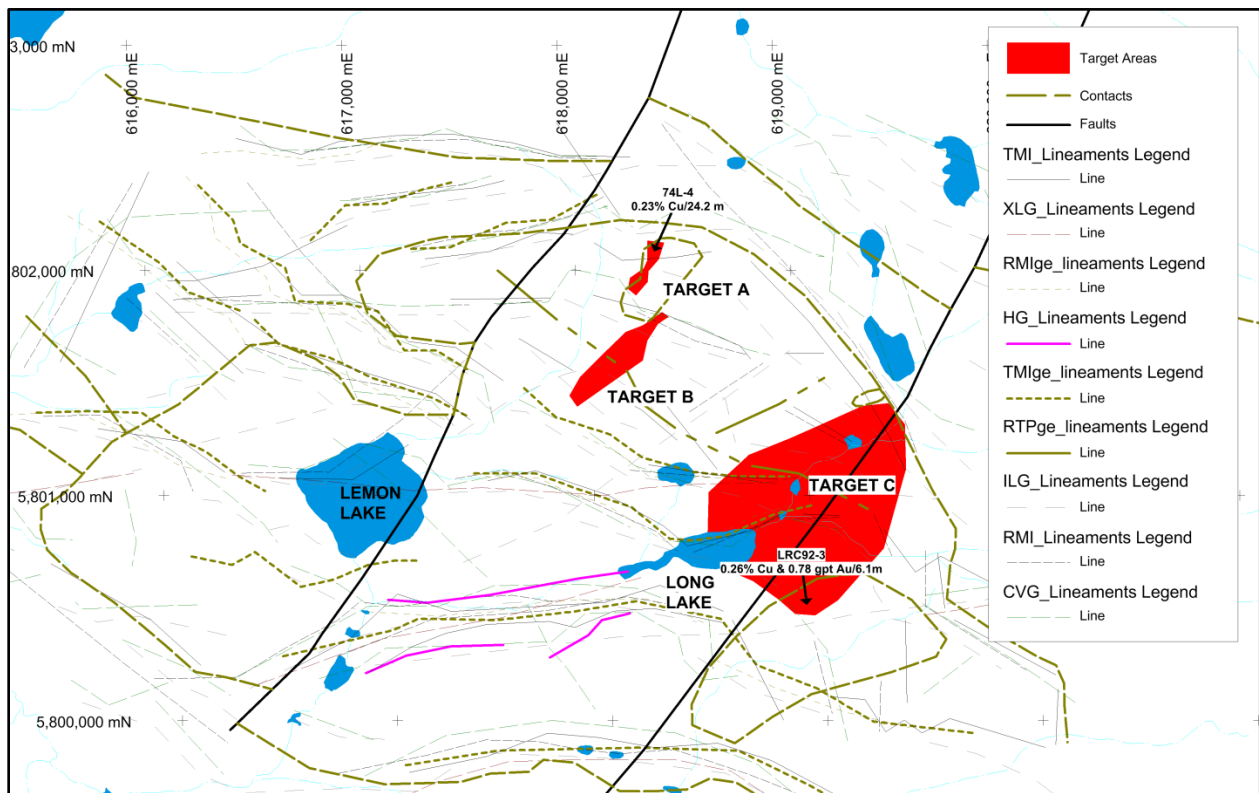 3,000 mN
616,000 mE
617,000 mE
618,000 mE
619,000 mE
74L-4
0.23% Cu/24.2 m
802,000 mN
TARGET A
TARGET B
5,801,000 mN
LEMON
LAKE
TARGET C
LRC92-3
0.26% Cu & 0.78 gpt Au/6.1m
LONG
LAKE
5,800,000 mN
Target Areas
Contacts
Faults
TMI_Lineaments Legend
Line
XLG_Lineaments Legend
Line
RMIge_lineaments Legend
Line
HG_Lineaments Legend
Line
TMIge_lineaments Legend
Line
RTPge_lineaments Legend
Line
ILG_Lineaments Legend
Line
RMI_Lineaments Legend
Line
CVG_Lineaments Legend
Line